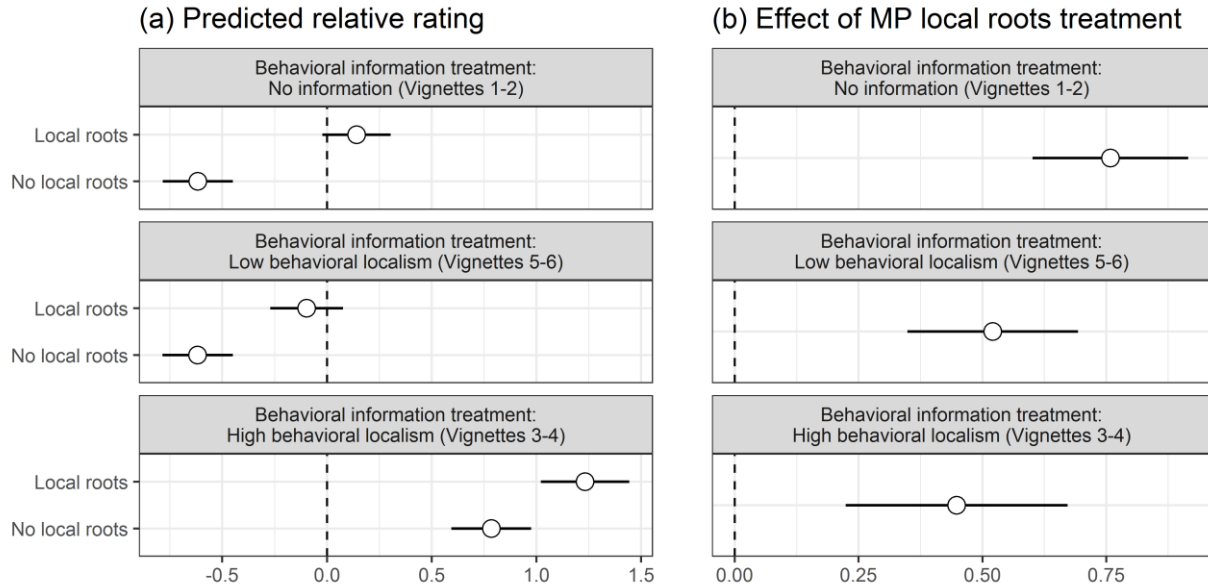 (a) Predicted relative rating
Behavioral information treatment:
No information (Vignettes 1-2)
Local roots
No local roots
Behavioral information treatment:
Low behavioral localism (Vignettes 5-6)
Local roots
No local roots
Behavioral information treatment:
High behavioral localism (Vignettes 3-4)
Local roots
No local roots
-0.5 0.0 0.5 1.0 1.5
(b) Effect of MP local roots treatment
Behavioral information treatment:
No information (Vignettes 1-2)
Behavioral information treatment:
Low behavioral localism (Vignettes 5-6)
Behavioral information treatment:
High behavioral localism (Vignettes 3-4)
0.00 0.25 0.50 0.75